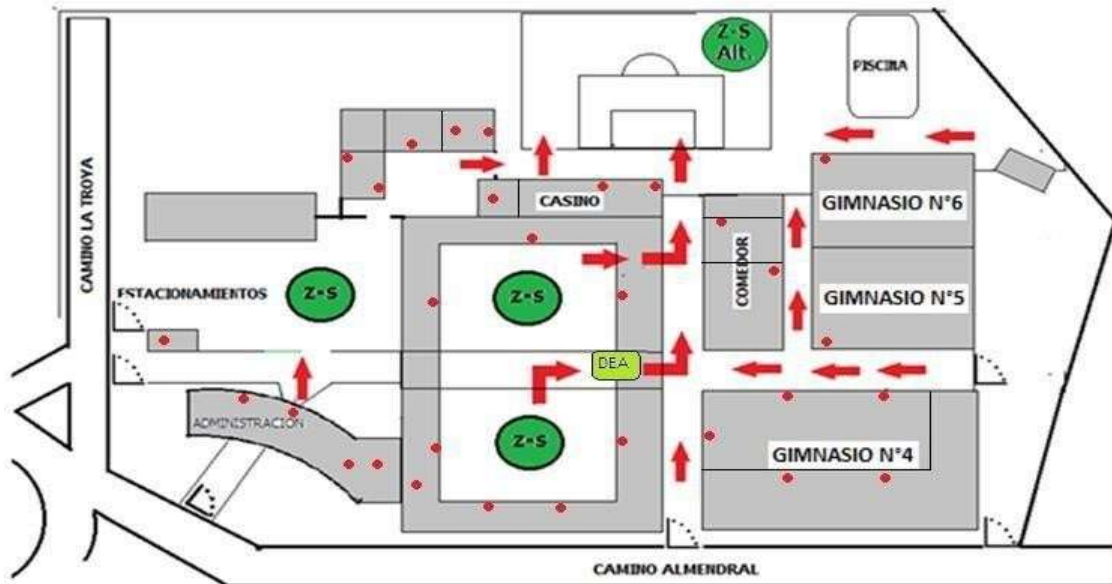 Z-S
Alt.
PISCINA
CAMINO LA TROYA
CASINO
GIMNASIO N°6
COMEDOR
ESTACIONAMIENTOS
Z-S
Z-S
GIMNASIO N°5
DEA
ADMINISTRACION
Z-S
GIMNASIO N°4
CAMINO ALMENDRAL